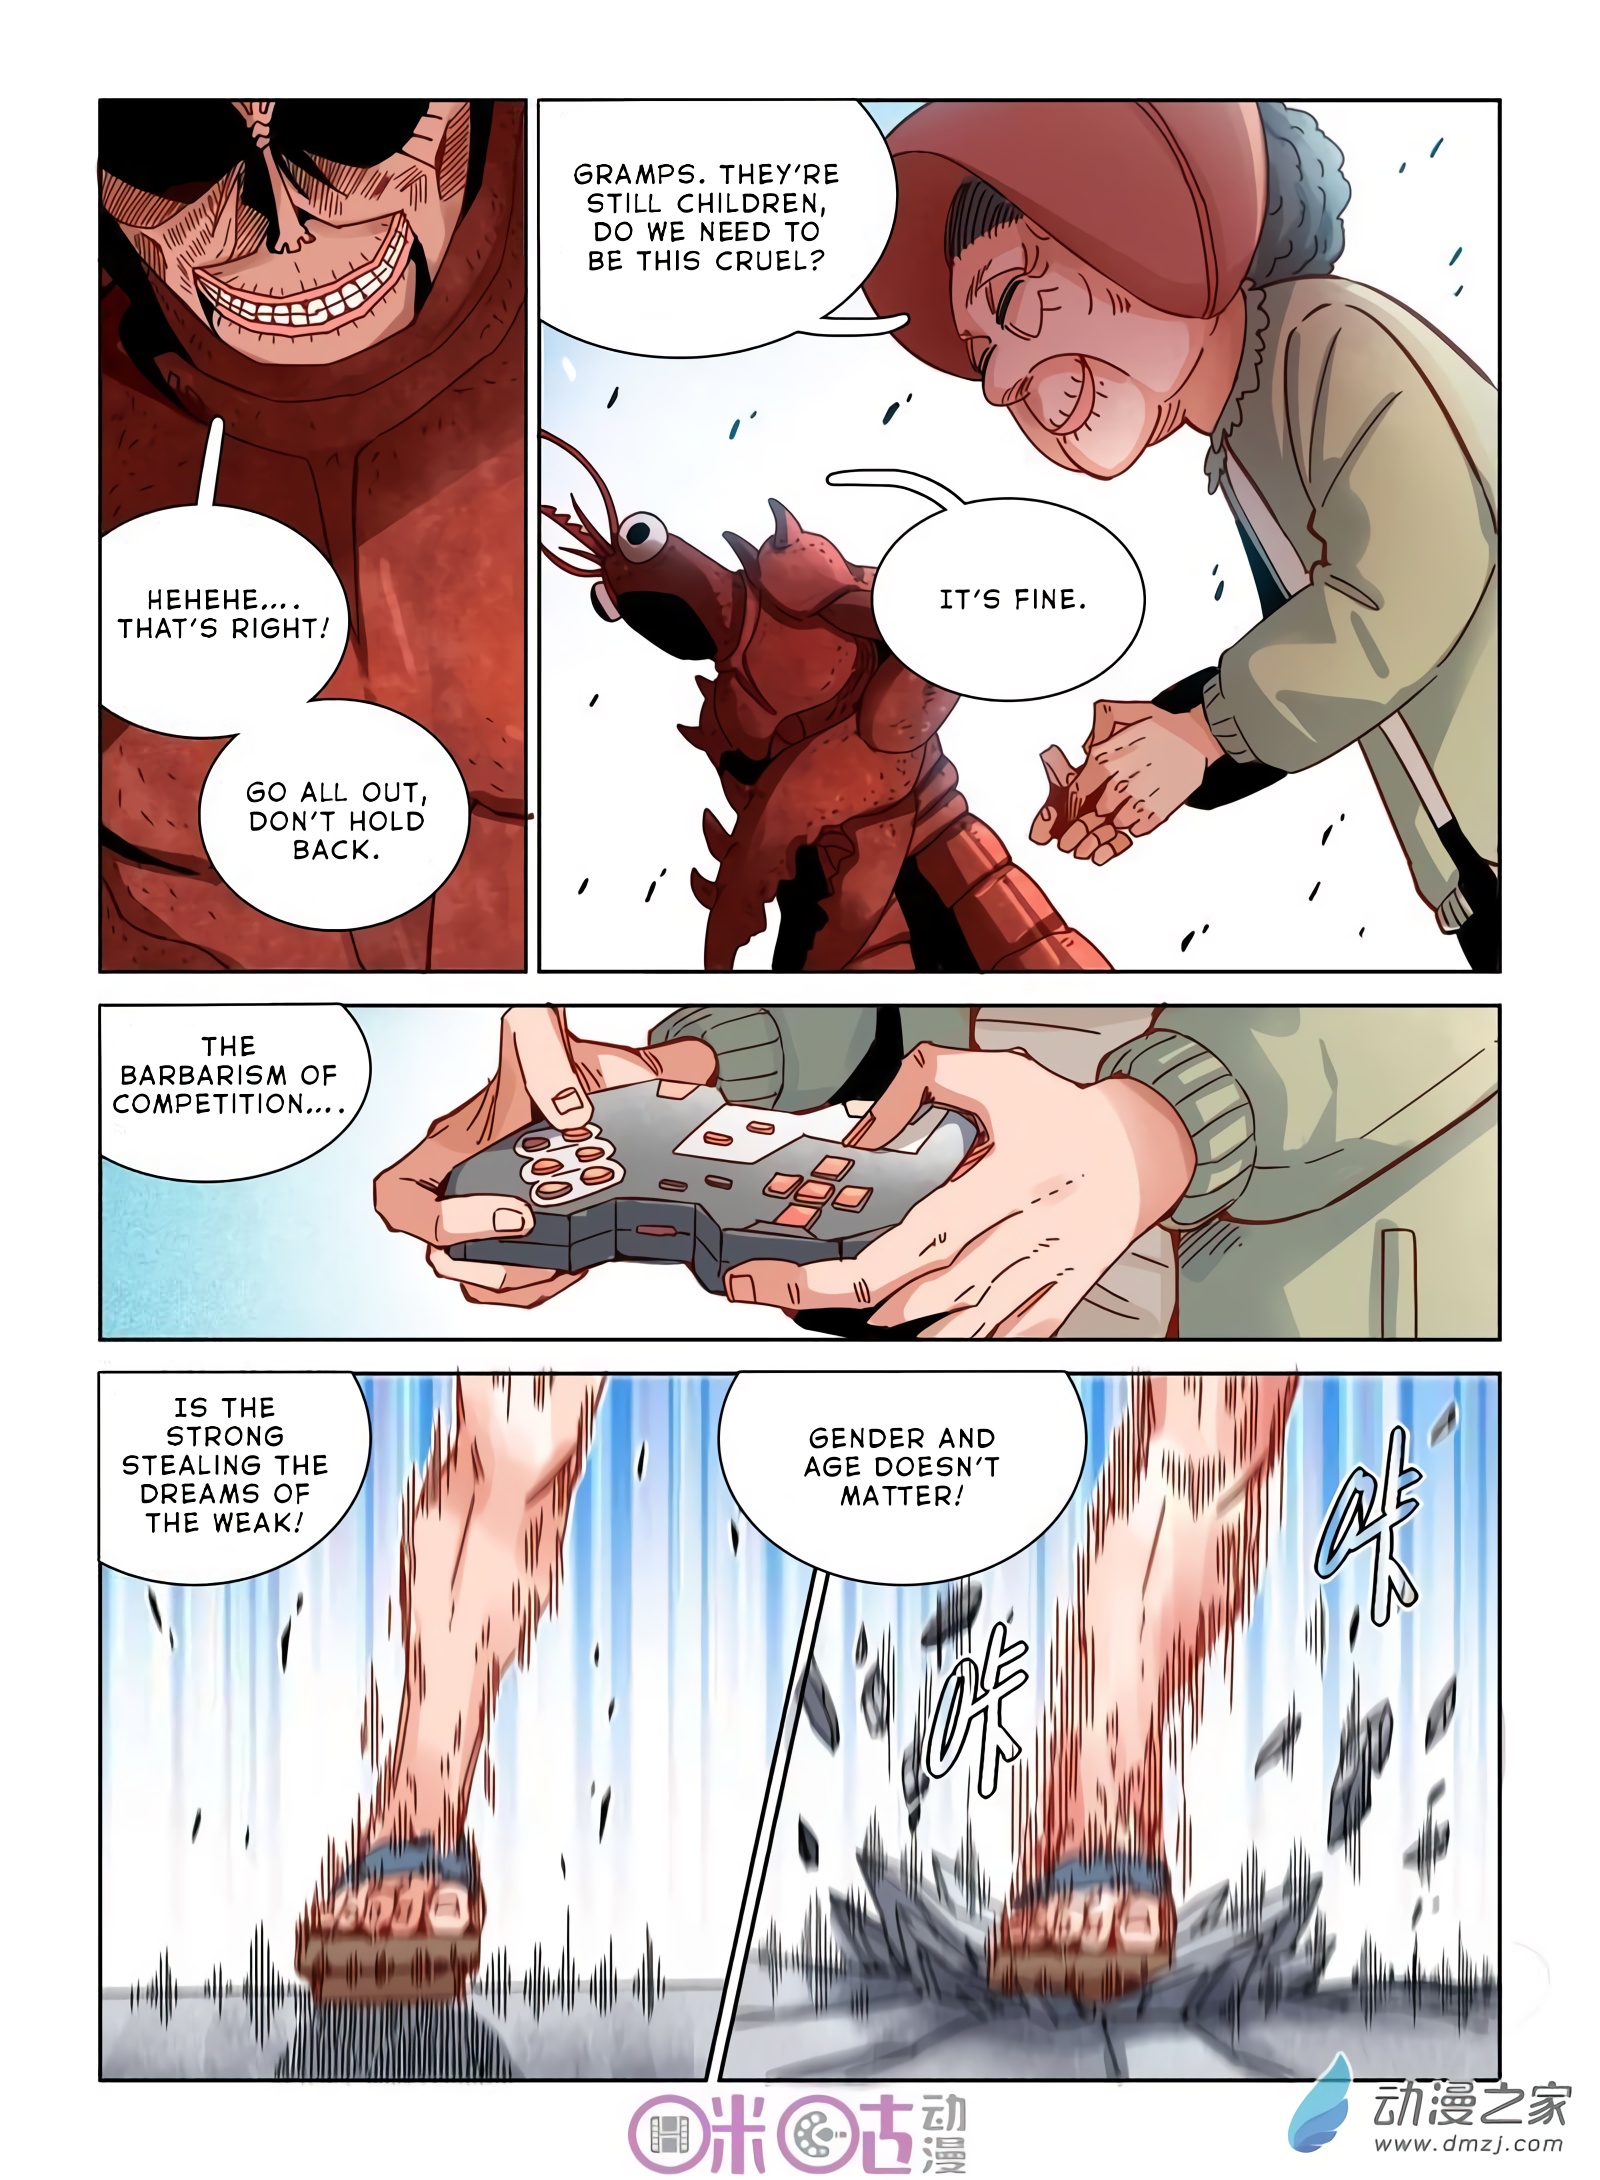 HEHEHE....
THAT'S RIGHT!
GO ALL OUT,
DON'T HOLD
BACK.
GRAMPS. THEY'RE
STILL CHILDREN,
DO WE NEED TO
BE THIS CRUEL?
IT'S FINE.
THE
BARBARISM OF
COMPETITION....
IS THE
STRONG
STEALING THE
DREAMS OF
THE WEAK!
GENDER AND
AGE DOESN'T
MATTER!
咔
咔
咪咕
动漫
动漫之家
www.dmzj.com